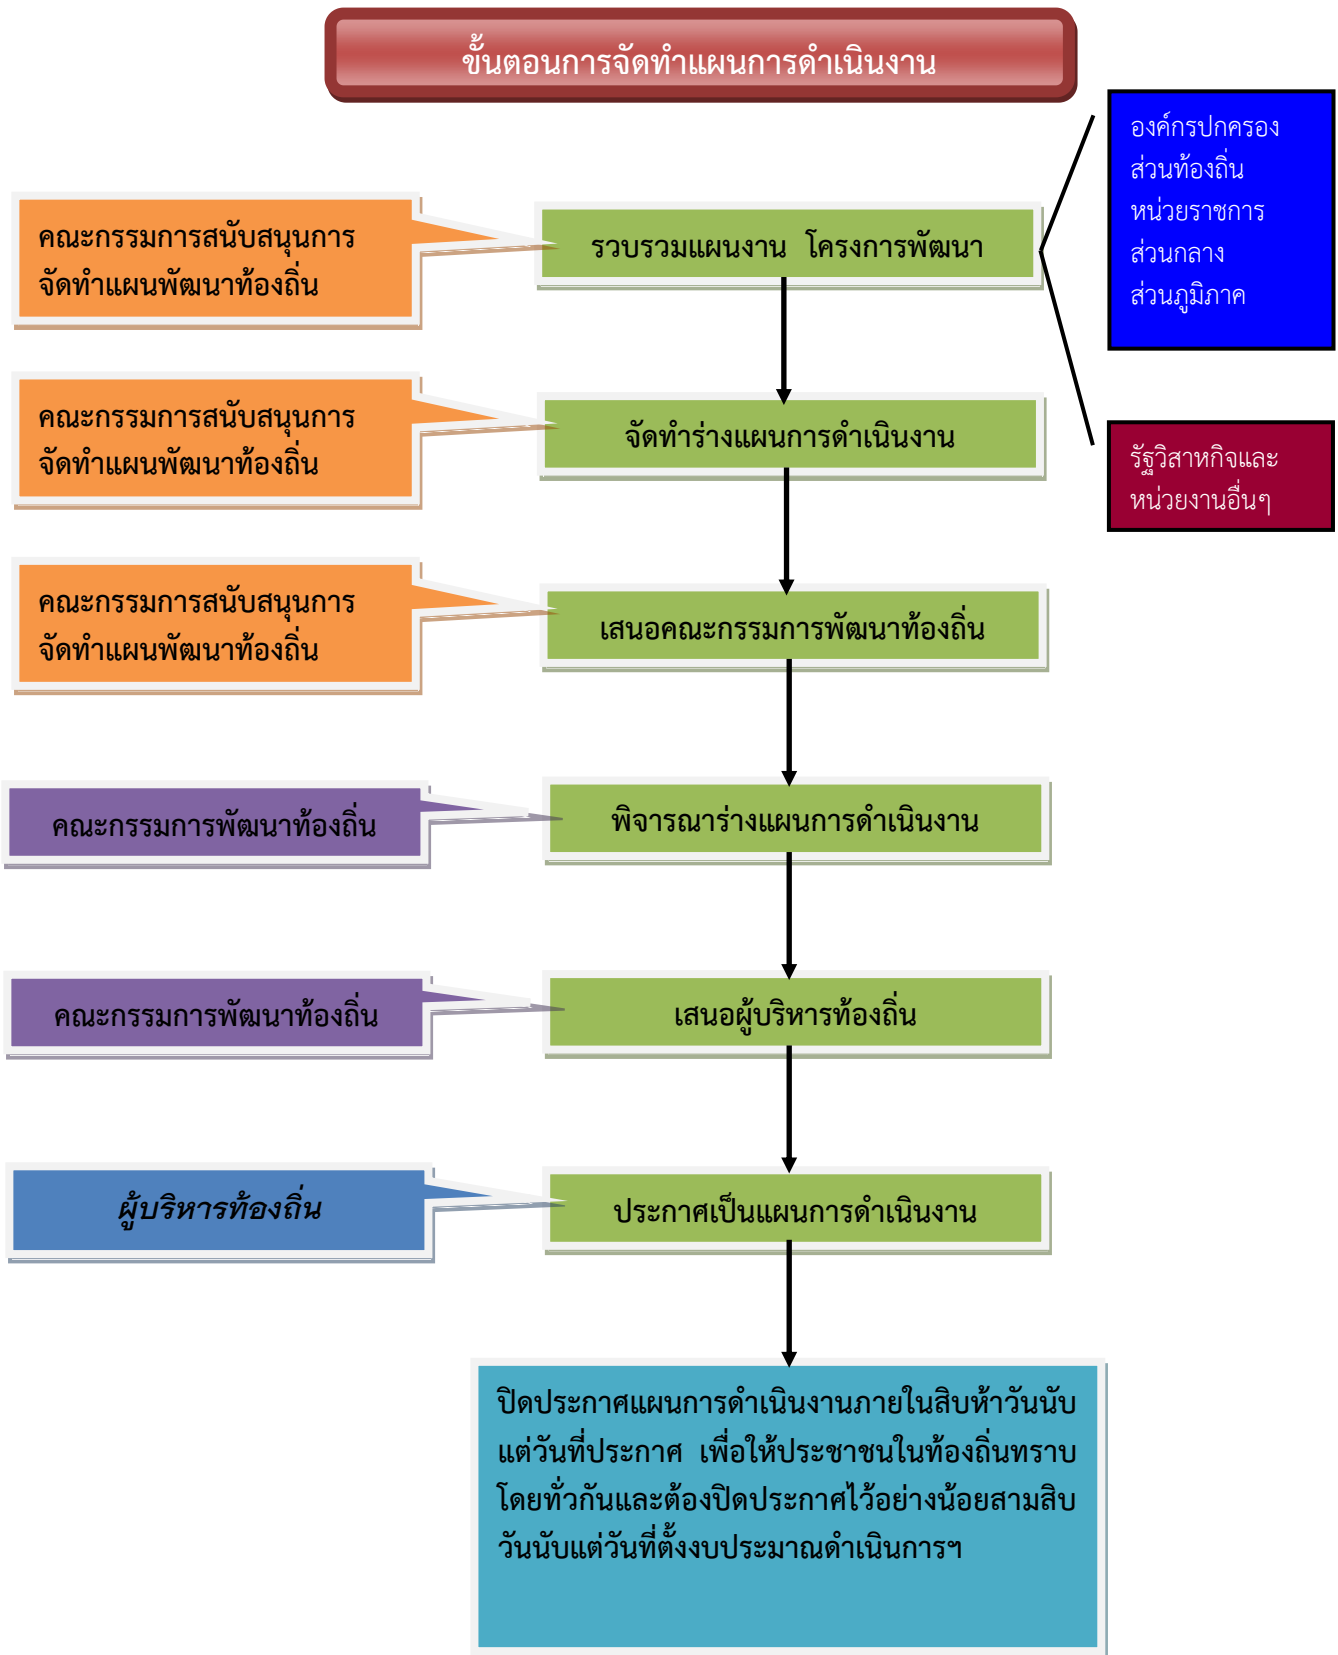 ขั้นตอนการจัดทำแผนการดำเนินงาน
องค์กรปกครอง
ส่วนท้องถิ่น
หน่วยราชการ
ส่วนกลาง
ส่วนภูมิภาค
คณะกรรมการสนับสนุนการ
จัดทำแผนพัฒนาท้องถิ่น
รวบรวมแผนงาน โครงการพัฒนา
คณะกรรมการสนับสนุนการ
จัดทำแผนพัฒนาท้องถิ่น
จัดทำร่างแผนการดำเนินงาน
รัฐวิสาหกิจและ
หน่วยงานอื่นๆ
คณะกรรมการสนับสนุนการ
จัดทำแผนพัฒนาท้องถิ่น
เสนอคณะกรรมการพัฒนาท้องถิ่น
คณะกรรมการพัฒนาท้องถิ่น
พิจารณาร่างแผนการดำเนินงาน
คณะกรรมการพัฒนาท้องถิ่น
เสนอผู้บริหารท้องถิ่น
ผู้บริหารท้องถิ่น
ประกาศเป็นแผนการดำเนินงาน
ปิดประกาศแผนการดำเนินงานภายในสิบห้าวันนับ
แต่วันที่ประกาศ เพื่อให้ประชาชนในท้องถิ่นทราบ
โดยทั่วกันและต้องปิดประกาศไว้อย่างน้อยสามสิบ
วันนับแต่วันที่ตั้งงบประมาณดำเนินการฯ